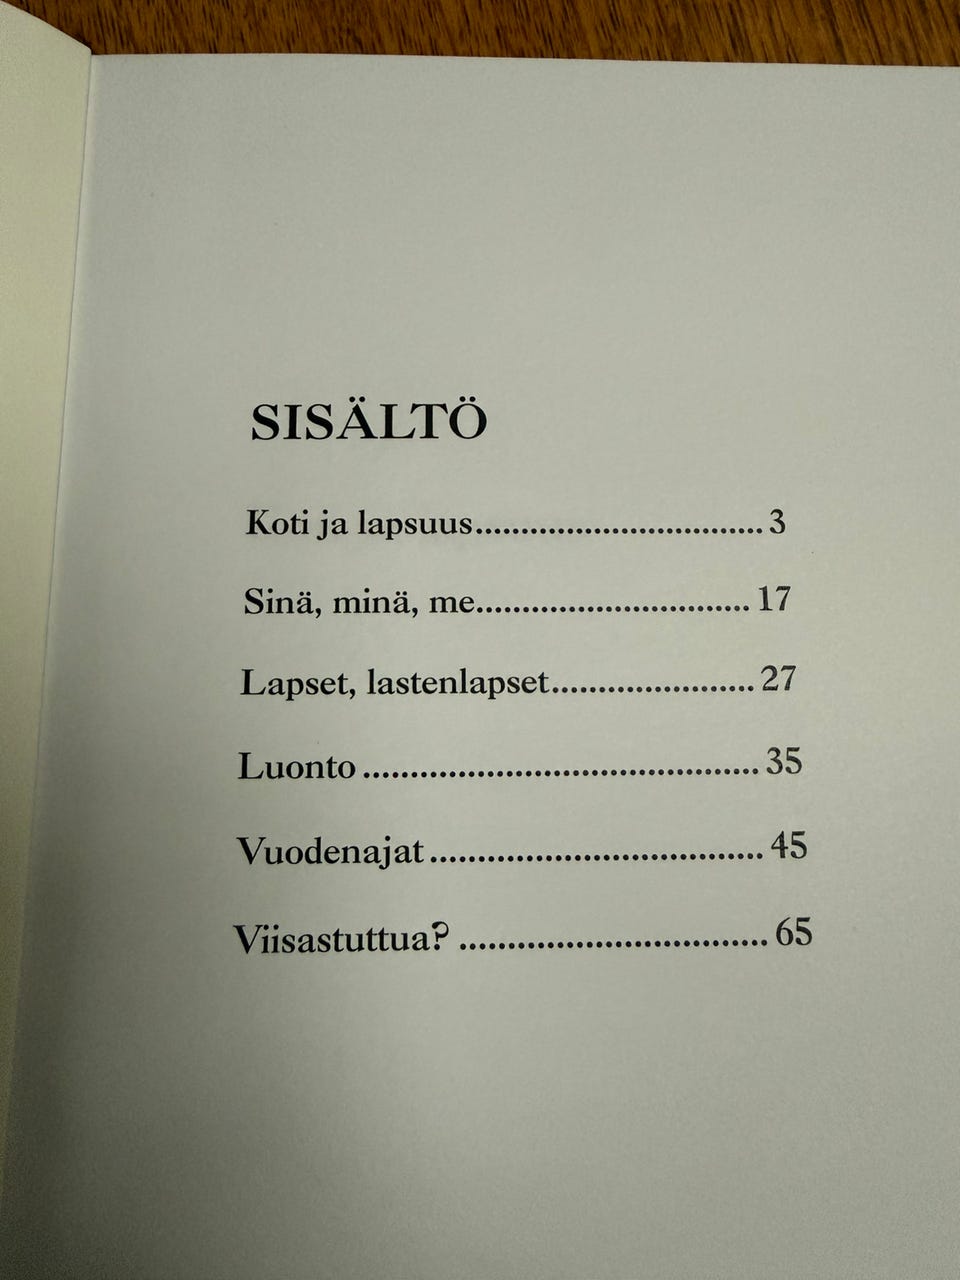 SISÄLTÖ
Koti ja lapsuus................................ 3
Sinä, minä, me.............................. 17
Lapset, lastenlapset...................... 27
Luonto ........................................... 35
Vuodenajat.................................... 45
Viisastuttua? ................................. 65